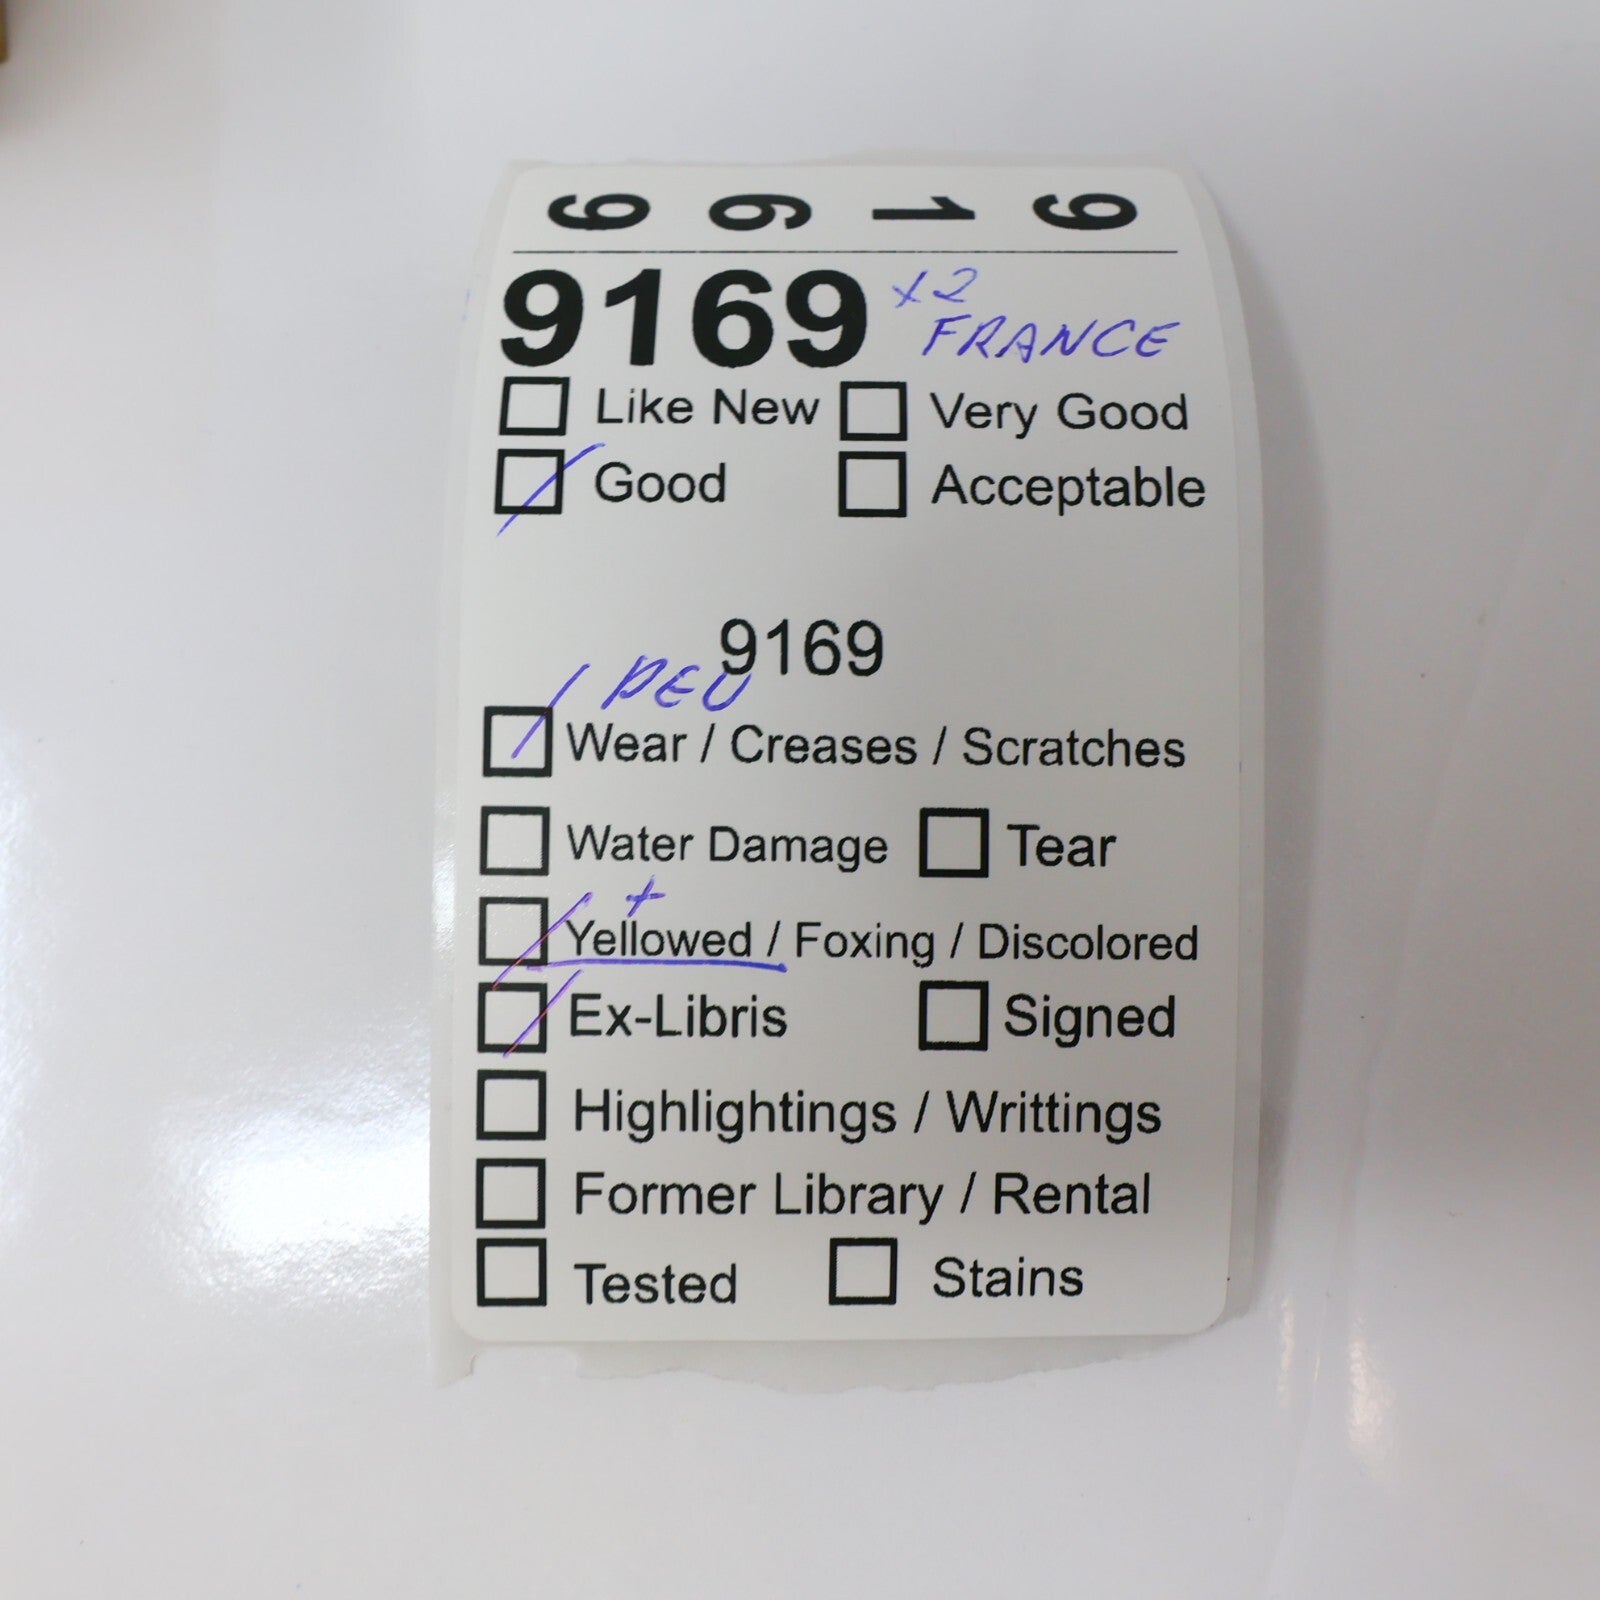 9 6 1 9
9169 x2
FRANCE
Like New Very Good
Good Acceptable
9169
PEU
Wear / Creases / Scratches
Water Damage Tear
+
Yellowed / Foxing / Discolored
Ex-Libris Signed
Highlightings / Writtings
Former Library / Rental
Tested Stains